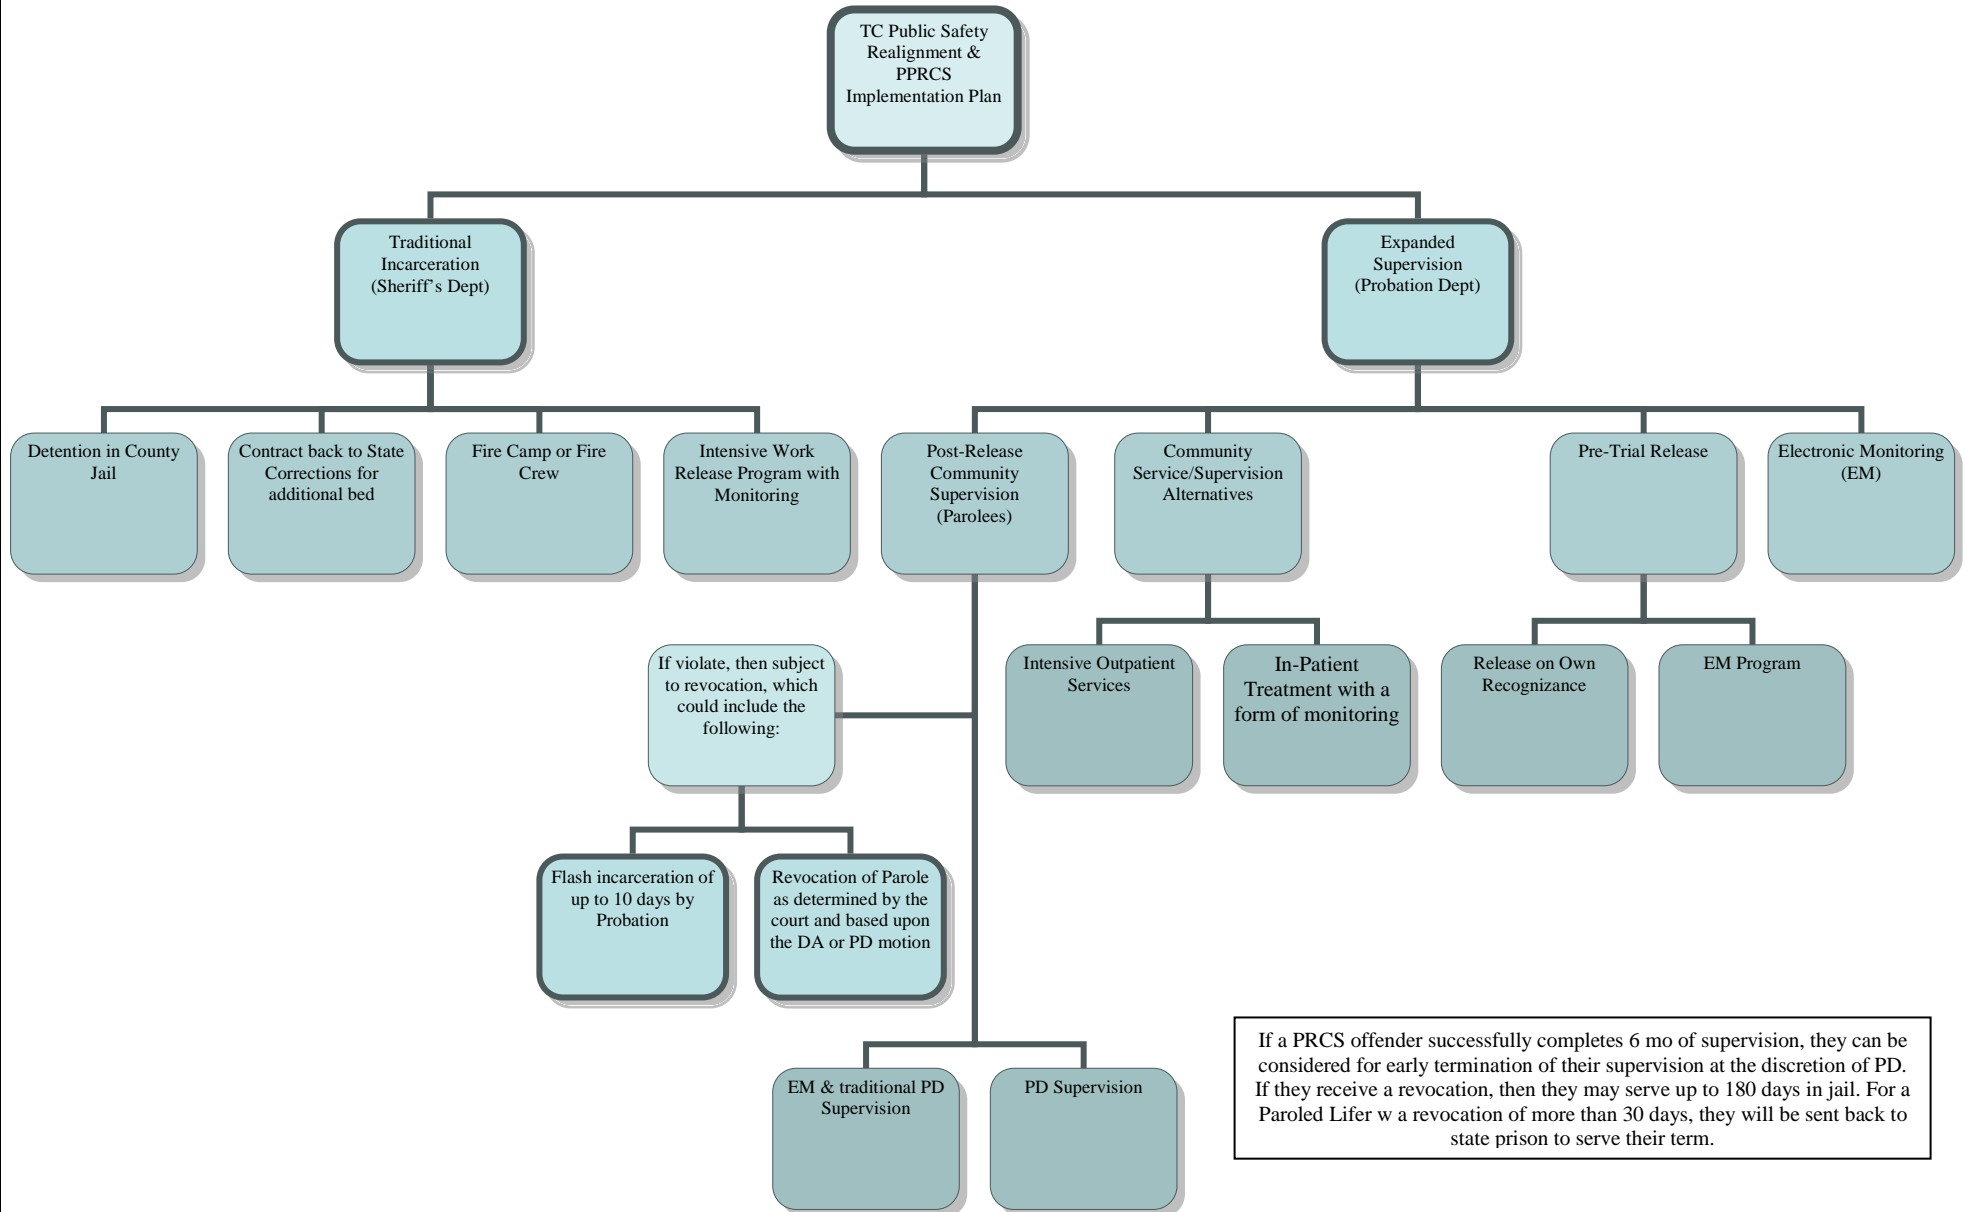 TC Public Safety
Realignment &
PPRCS
Implementation Plan
Traditional
Incarceration
(Sheriff’s Dept)
Expanded
Supervision
(Probation Dept)
Detention in County
Jail
Contract back to State
Corrections for
additional bed
Fire Camp or Fire
Crew
Intensive Work
Release Program with
Monitoring
Post-Release
Community
Supervision
(Parolees)
Community
Service/Supervision
Alternatives
Pre-Trial Release
Electronic Monitoring
(EM)
If violate, then subject
to revocation, which
could include the
following:
Intensive Outpatient
Services
In-Patient
Treatment with a
form of monitoring
Release on Own
Recognizance
EM Program
Flash incarceration of
up to 10 days by
Probation
Revocation of Parole
as determined by the
court and based upon
the DA or PD motion
EM & traditional PD
Supervision
PD Supervision
If a PRCS offender successfully completes 6 mo of supervision, they can be
considered for early termination of their supervision at the discretion of PD.
If they receive a revocation, then they may serve up to 180 days in jail. For a
Paroled Lifer w a revocation of more than 30 days, they will be sent back to
state prison to serve their term.